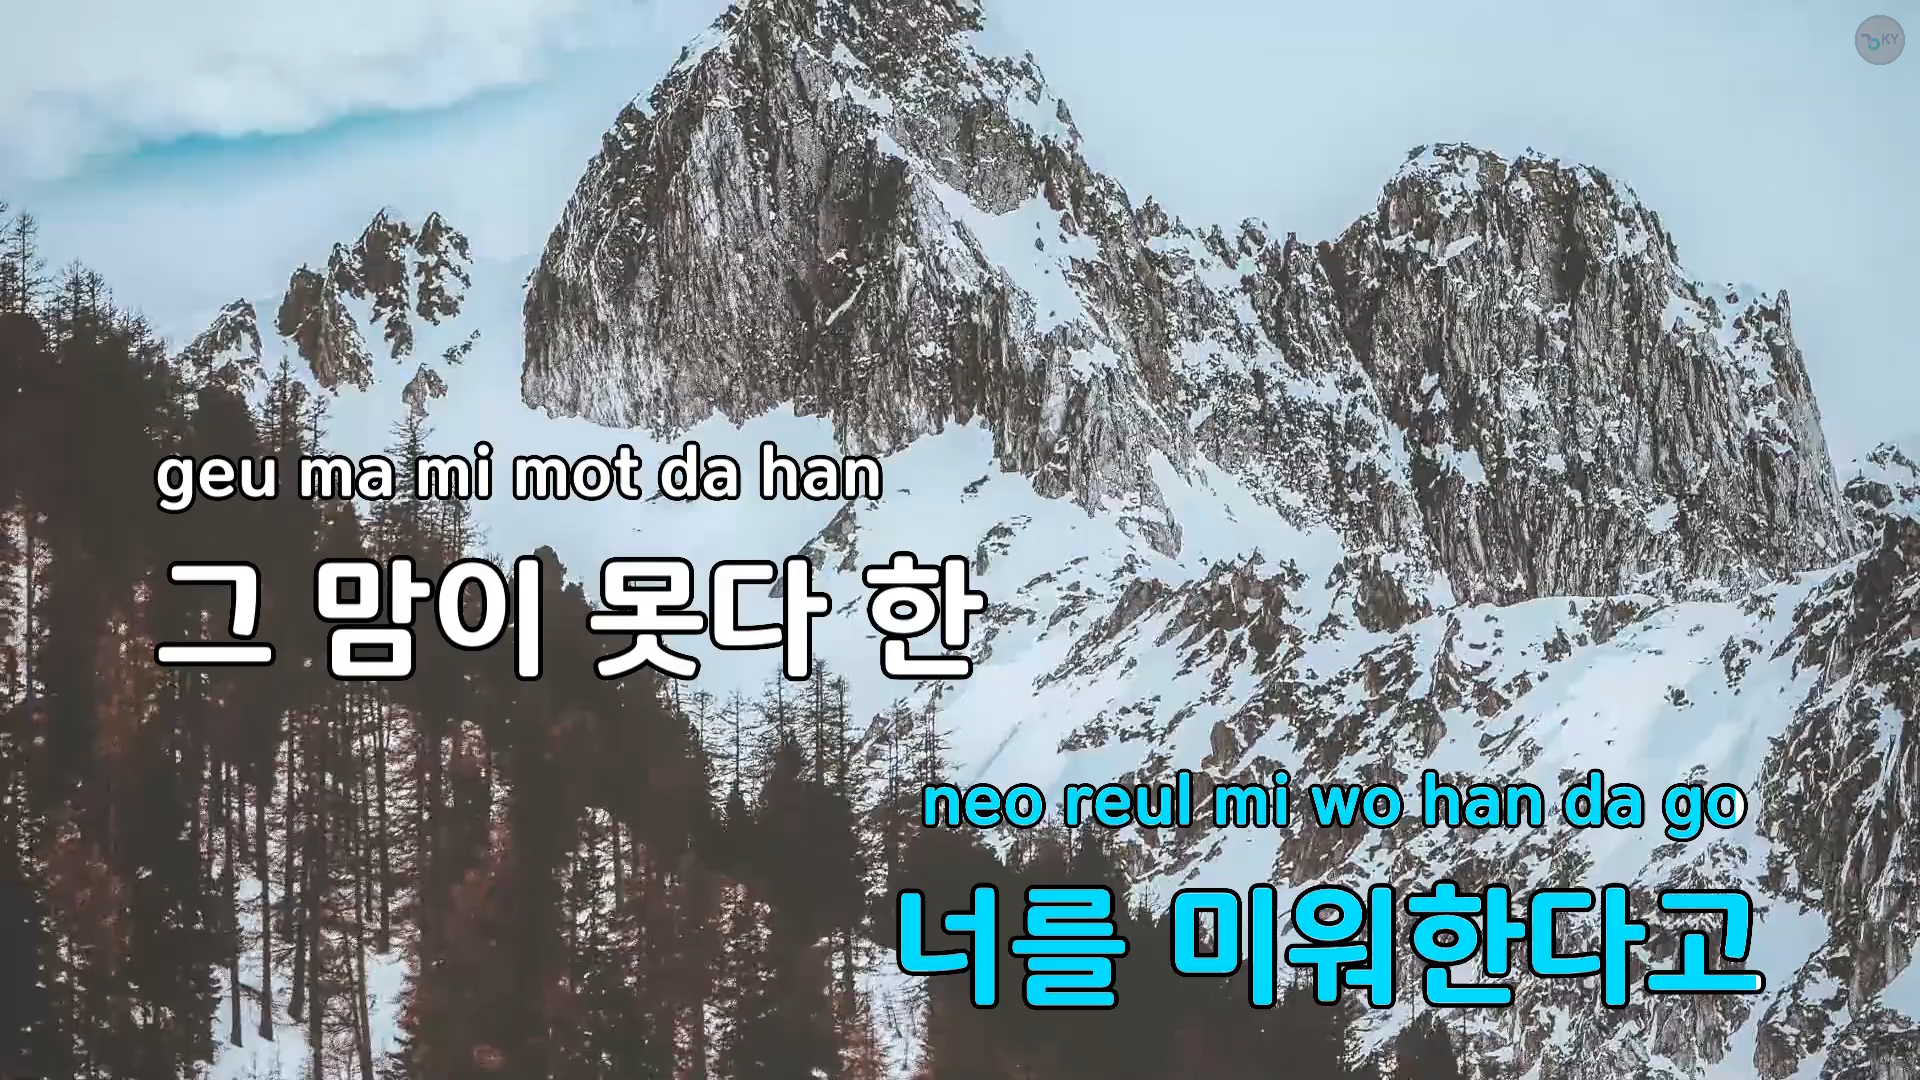 KY
geu ma mi mot da han
그 맘이 못다 한
neo reul mi wo han da go
너를 미워한다고